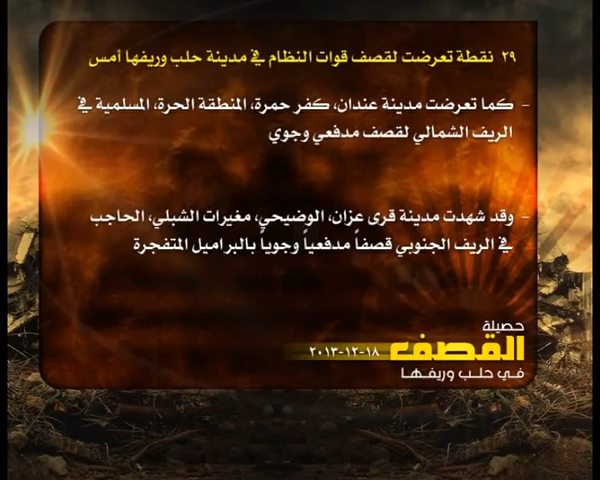 ٢٩ نقطة تعرضت لقصف قوات النظام في مدينة حلب وريفها أمس
- كما تعرضت مدينة عندان، كفر حمرة، المنطقة الحرة، المسلمية في
الريف الشمالي لقصف مدفعي وجوي
- وقد شهدت مدينة قرى عزان، الوضيحي، مغيرات الشبلي، الحاجب
في الريف الجنوبي قصفاً مدفعياً وجوياً بالبراميل المتفجرة
حصيلة
القصف
١٨-١٢-٢٠١٣
في حلب وريفها